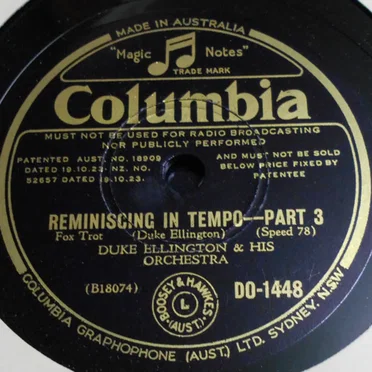 MADE IN AUSTRALIA
"Magic Notes"
TRADE MARK
Columbia
MUST NOT BE USED FOR RADIO BROADCASTING
NOR PUBLICLY PERFORMED
PATENTED AUST. NO. 18909
DATED 18.10.23. NZ. NO.
52657 DATED 19.10.23.
AND MUST NOT BE SOLD
BELOW PRICE FIXED BY
PATENTEE
REMINISCING IN TEMPO—PART 3
Fox Trot (Duke Ellington) (Speed 78)
DUKE ELLINGTON & HIS
ORCHESTRA
(B18074)
BOOSEY & HAWKES
L
(AUST.)
DO-1448
COLUMBIA GRAPHOPHONE (AUST.) LTD. SYDNEY, N.S.W.